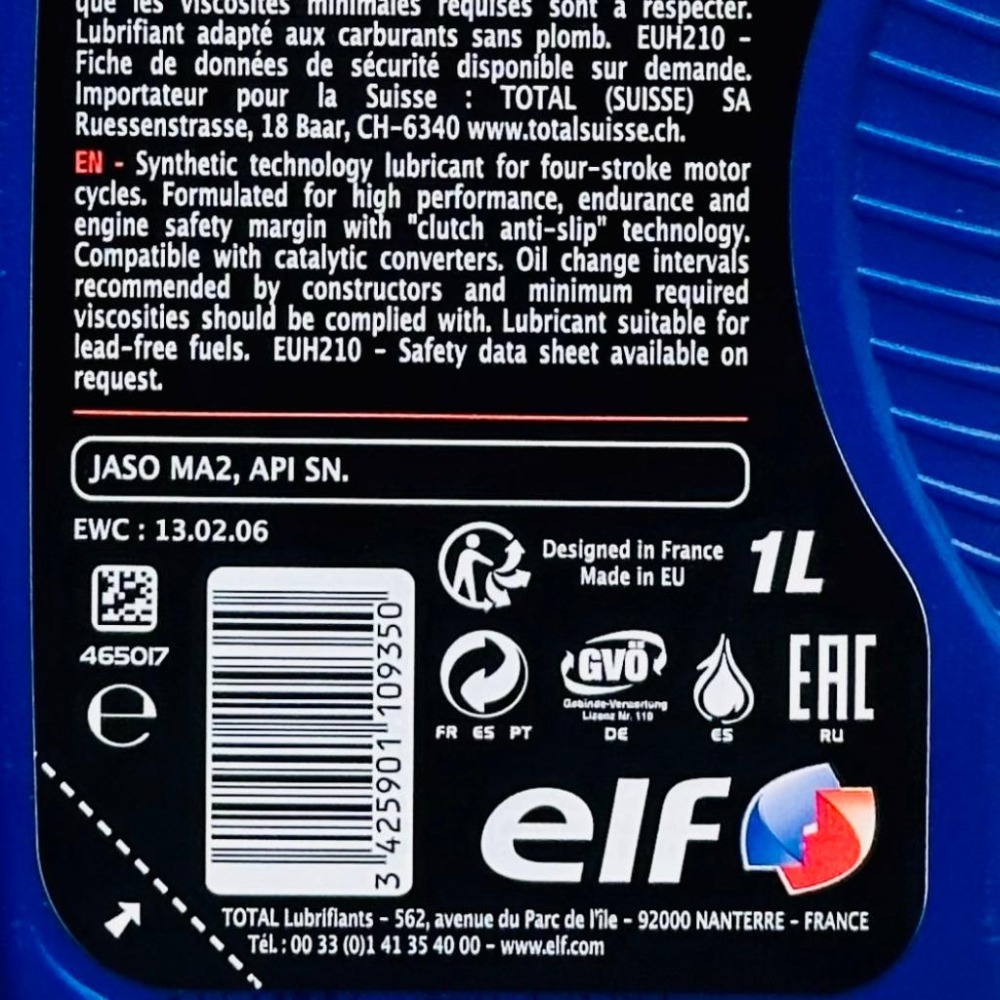 que les viscosités minimales requises sont à respecter.
Lubrifiant adapté aux carburants sans plomb. EUH210 –
Fiche de données de sécurité disponible sur demande.
Importateur pour la Suisse : TOTAL (SUISSE) SA
Ruessenstrasse, 18 Baar, CH–6340 www.totalsuisse.ch.
EN - Synthetic technology lubricant for four–stroke motor
cycles. Formulated for high performance, endurance and
engine safety margin with "clutch anti–slip" technology.
Compatible with catalytic converters. Oil change intervals
recommended by constructors and minimum required
viscosities should be complied with. Lubricant suitable for
lead–free fuels. EUH210 – Safety data sheet available on
request.
JASO MA2, API SN.
EWC : 13.02.06
Designed in France
Made in EU
1L
465017
3 425901 109350
GVÖ
Gebinde-Verwertung
Lizenz Nr. 110
EAC
FR ES PT
DE
ES
RU
e
elf
TOTAL Lubrifiants – 562, avenue du Parc de l'île – 92000 NANTERRE – FRANCE
Tél. : 00 33 (0)1 41 35 40 00 – www.elf.com